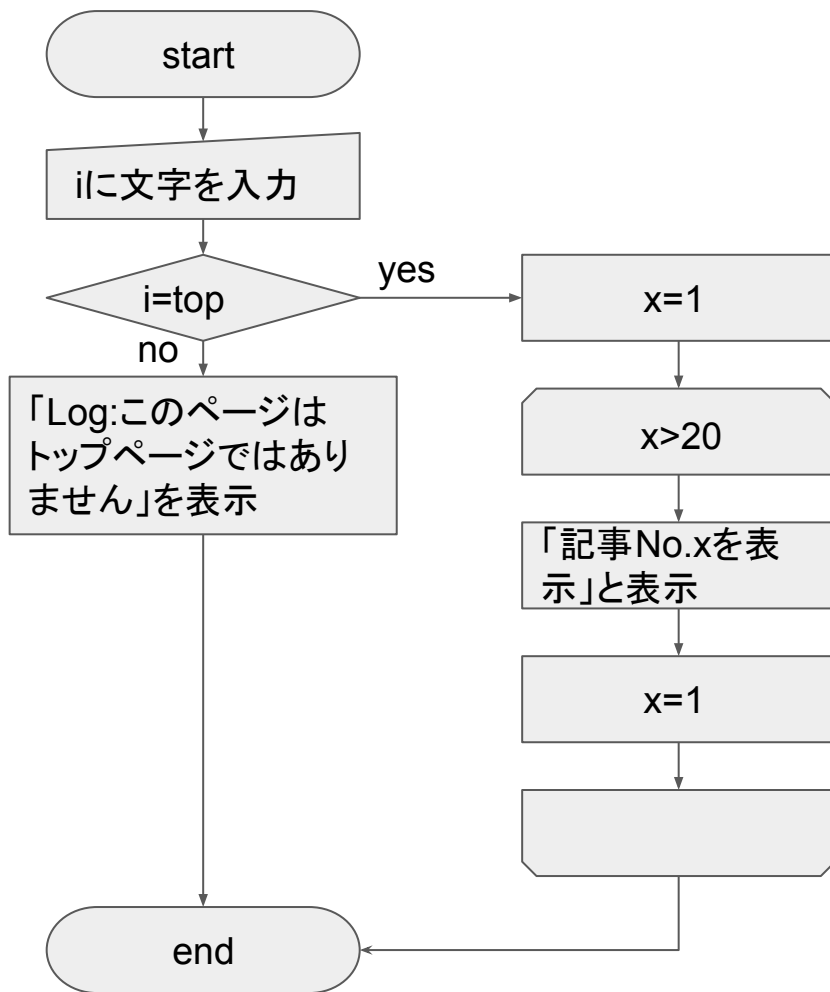 start
iに文字を入力
i=top
yes
no
「Log:このページは
トップページではあり
ません」を表示
x=1
x>20
「記事No.xを表
示」と表示
x=1
end